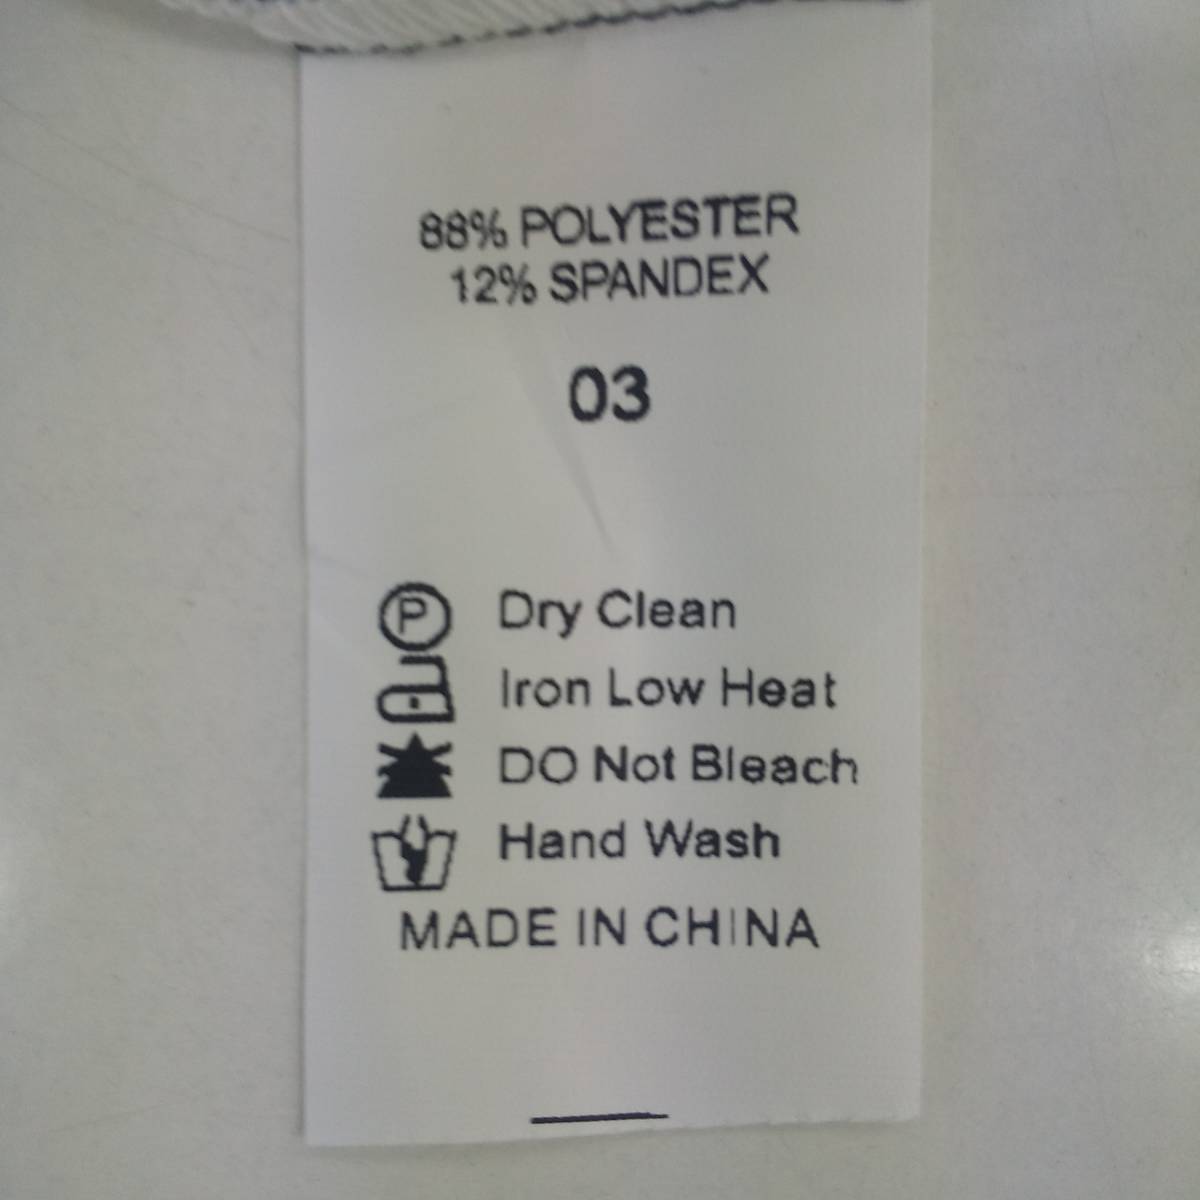 88% POLYESTER
12% SPANDEX
03
P Dry Clean
Iron Low Heat
DO Not Bleach
Hand Wash
MADE IN CHINA